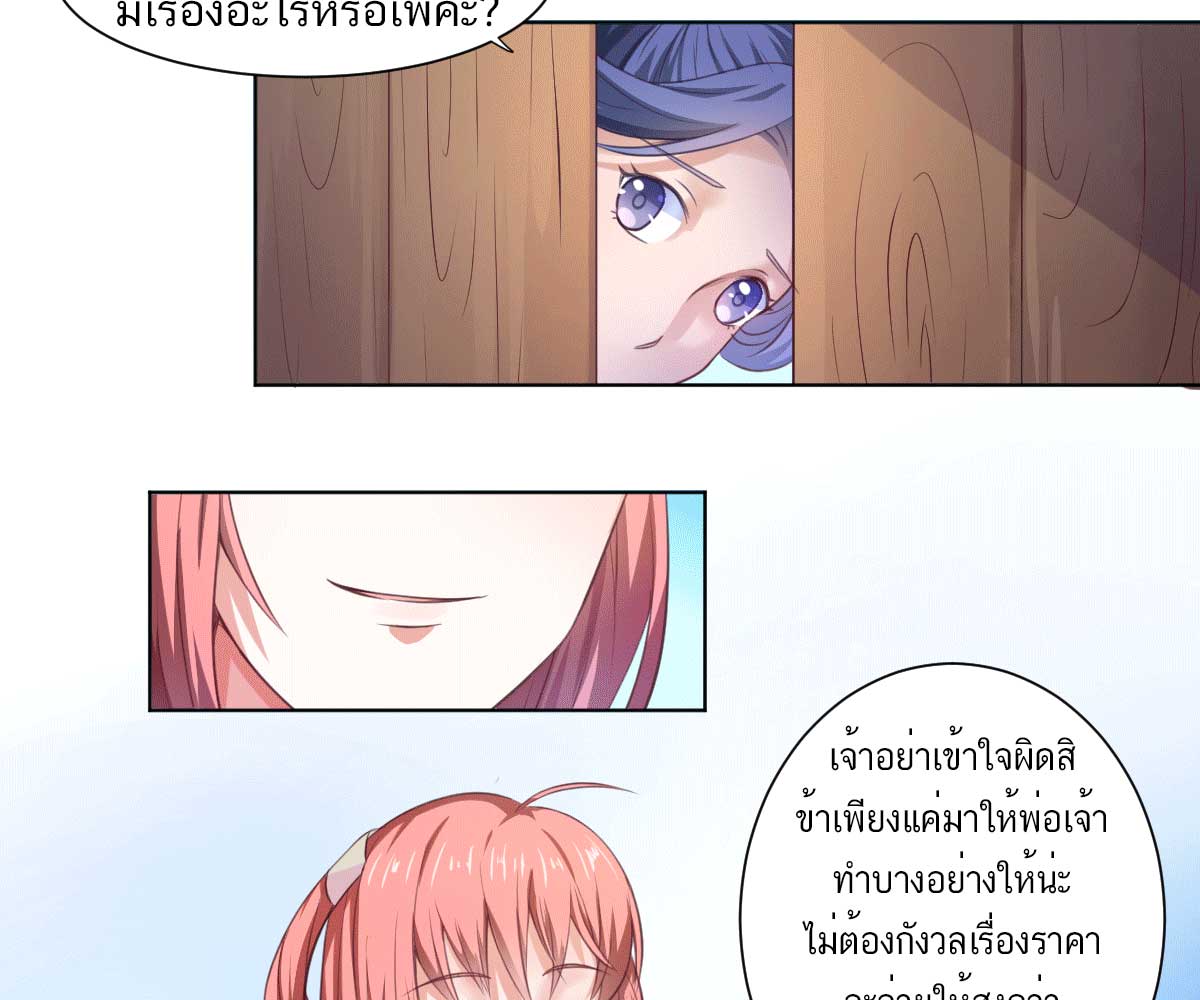 มีเรื่องอะไรหรือเพคะ?
เจ้าอย่าเข้าใจผิดสิ
ข้าเพียงแค่มาให้พ่อเจ้า
ทำบางอย่างให้น่ะ
ไม่ต้องกังวลเรื่องราคา